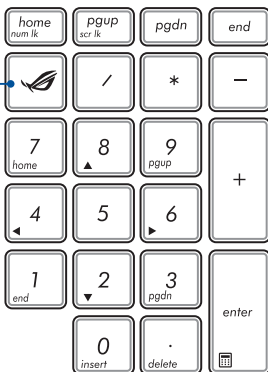 home pgup pgdn end
num lk scr lk
/ * −
7 8 9 +
home pgup
4 5 6
1 2 3 enter
end pgdn
0 .
insert delete